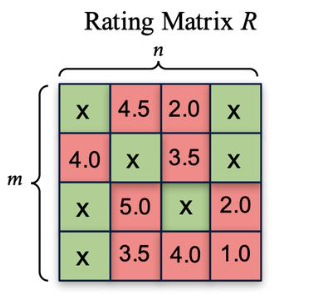 Rating Matrix R
n
x 4.5 2.0 x
m
4.0 x 3.5 x
x 5.0 x 2.0
x 3.5 4.0 1.0